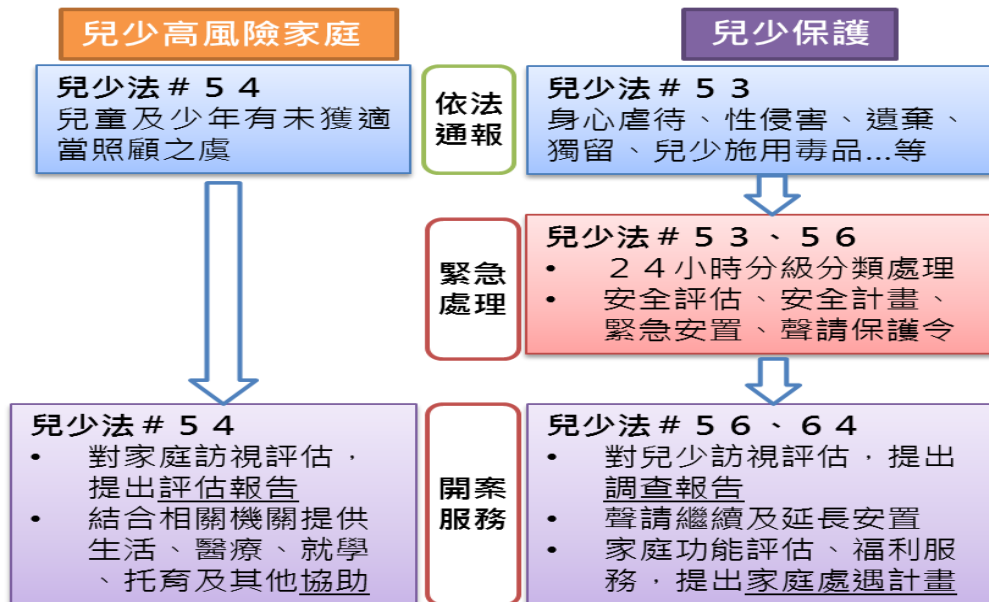 兒少高風險家庭
兒少保護
兒少法＃５４
兒童及少年有未獲適
當照顧之虞
依法
通報
兒少法＃５３
身心虐待、性侵害、遺棄、
獨留、兒少施用毒品…等
緊急
處理
兒少法＃５３、５６
• ２４小時分級分類處理
• 安全評估、安全計畫、
緊急安置、聲請保護令
兒少法＃５４
• 對家庭訪視評估，
提出評估報告
• 結合相關機關提供
生活、醫療、就學
、托育及其他協助
開案
服務
兒少法＃５６、６４
• 對兒少訪視評估，提出
調查報告
• 聲請繼續及延長安置
• 家庭功能評估、福利服
務，提出家庭處遇計畫